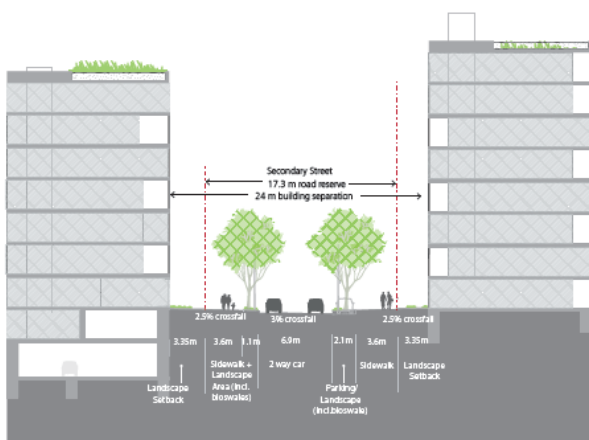 Secondary Street
17.3 m road reserve
24 m building separation
2.5% crossfall
3% crossfall
2.5% crossfall
3.35m
3.6m
1.1m
6.9m
2.1m
3.6m
3.35m
Landscape
Setback
Sidewalk +
Landscape
Area (incl.
bioswales)
2 way car
Parking/
Landscape
(incl.bioswale)
Sidewalk
Landscape
Setback